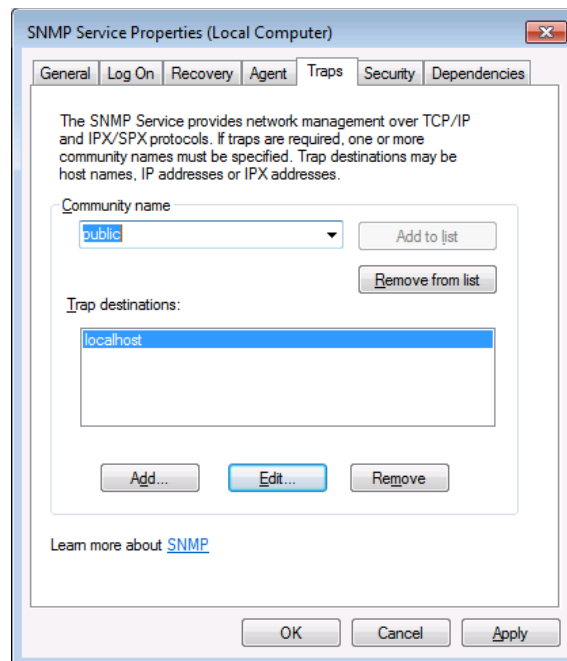 SNMP Service Properties (Local Computer)
General Log On Recovery Agent Traps Security Dependencies
The SNMP Service provides network management over TCP/IP
and IPX/SPX protocols. If traps are required, one or more
community names must be specified. Trap destinations may be
host names, IP addresses or IPX addresses.
Community name
public
Add to list
Remove from list
Trap destinations:
localhost
Add... Edit... Remove
Learn more about SNMP
OK Cancel Apply